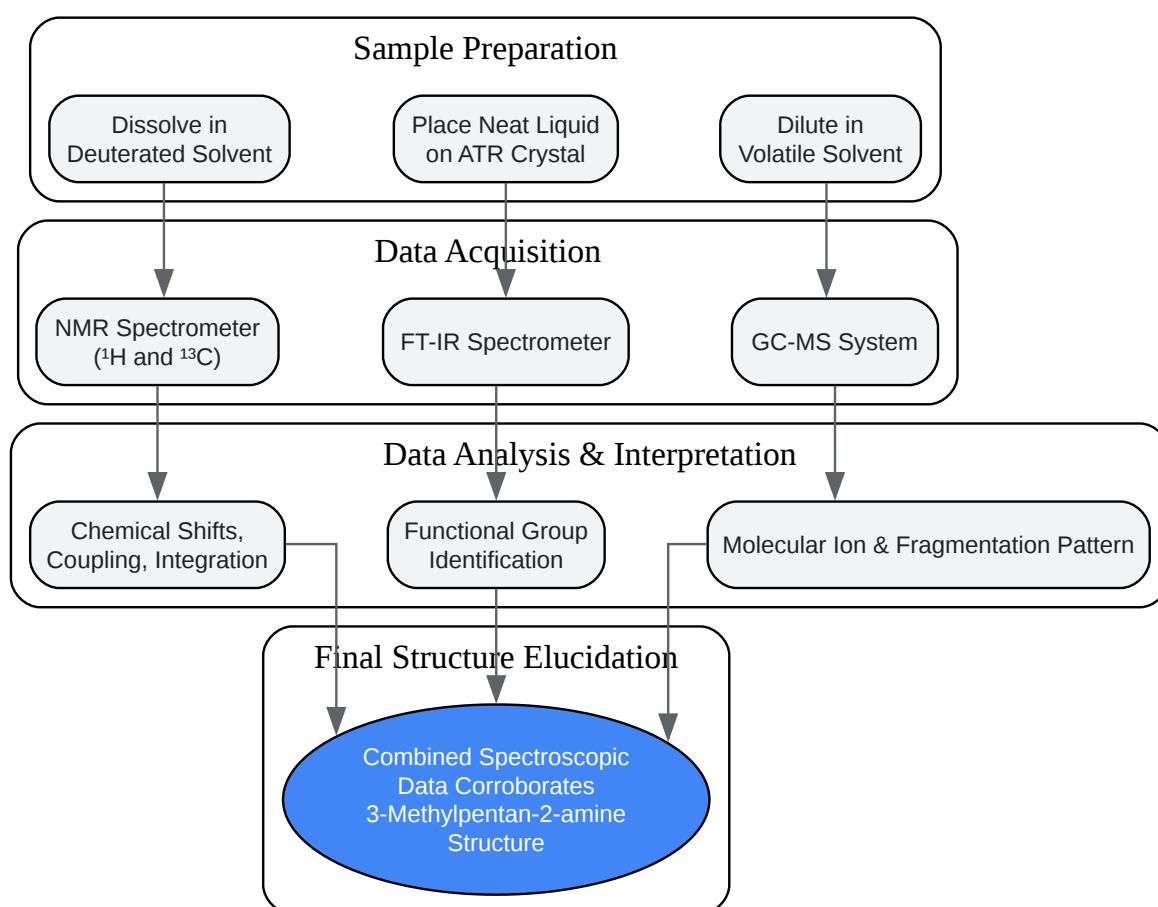 Sample Preparation
Dissolve in
Deuterated Solvent
Place Neat Liquid
on ATR Crystal
Dilute in
Volatile Solvent
Data Acquisition
NMR Spectrometer
(¹H and ¹³C)
FT-IR Spectrometer
GC-MS System
Data Analysis & Interpretation
Chemical Shifts,
Coupling, Integration
Functional Group
Identification
Molecular Ion & Fragmentation Pattern
Final Structure Elucidation
Combined Spectroscopic
Data Corroborates
3-Methylpentan-2-amine
Structure